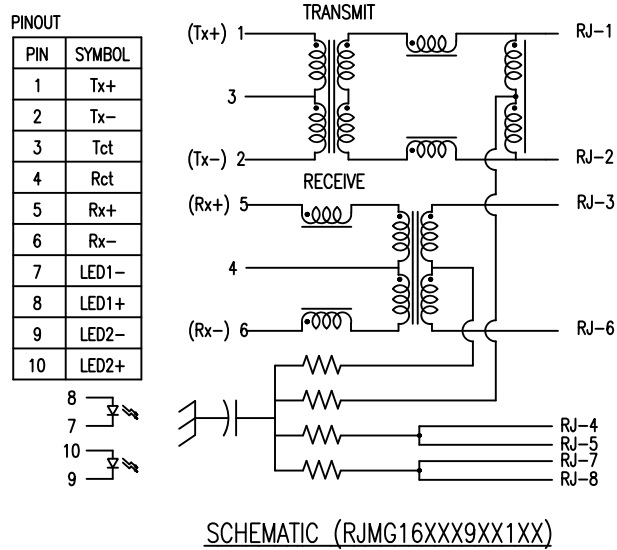 PINOUT
PIN SYMBOL
1 Tx+
2 Tx-
3 Tct
4 Rct
5 Rx+
6 Rx-
7 LED1-
8 LED1+
9 LED2-
10 LED2+
8
7
10
9
TRANSMIT
(Tx+) 1
RJ-1
3
(Tx-) 2
RJ-2
RECEIVE
(Rx+) 5
RJ-3
4
(Rx-) 6
RJ-6
RJ-4
RJ-5
RJ-7
RJ-8
SCHEMATIC (RJMG16XXX9XX1XX)